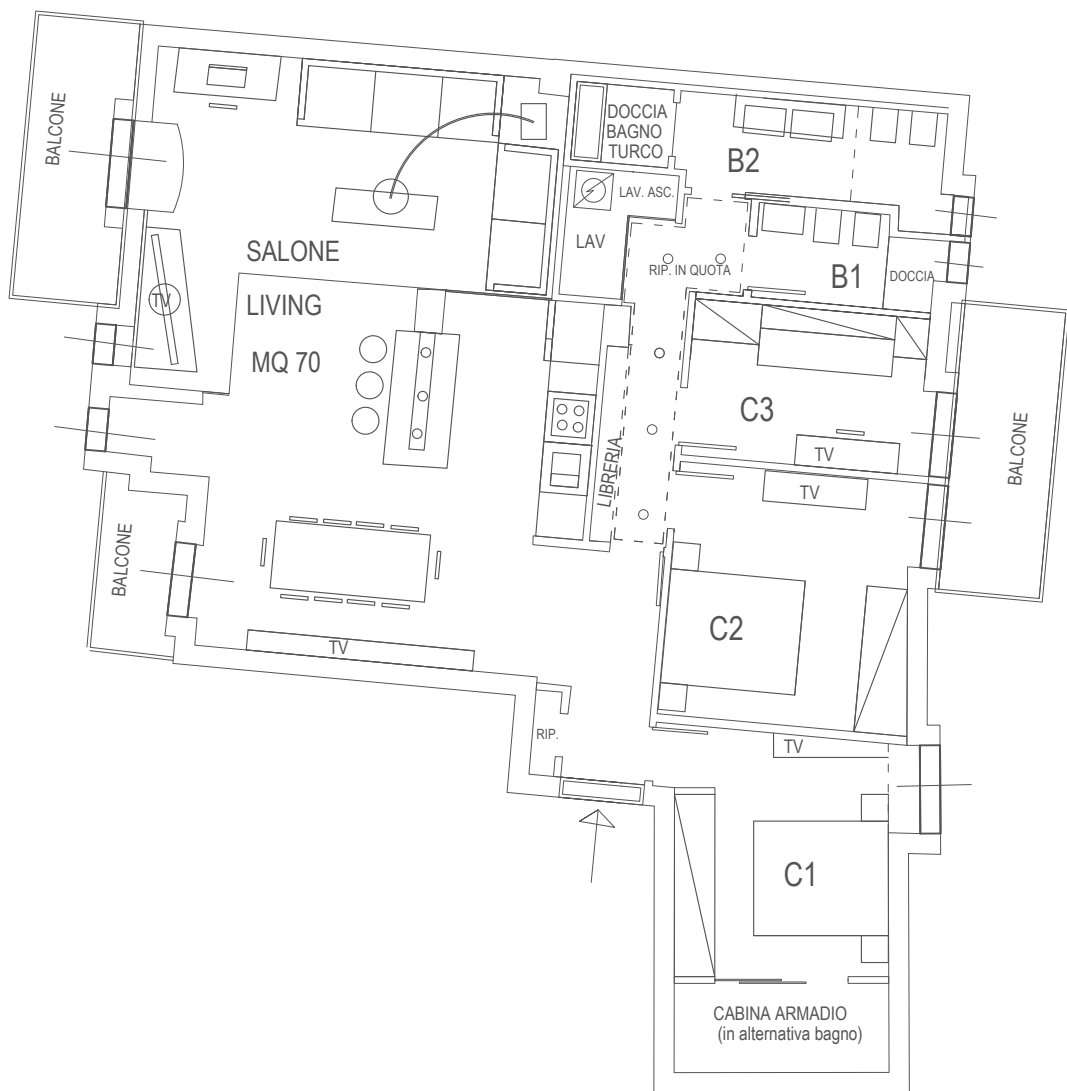 BALCONE
DOCCIA
BAGNO
TURCO
B2
LAV. ASC.
LAV
SALONE
RIP. IN QUOTA
B1
DOCCIA
TV
LIVING
MQ 70
C3
LIBRERIA
TV
BALCONE
TV
BALCONE
C2
TV
RIP.
TV
C1
CABINA ARMADIO
(in alternativa bagno)